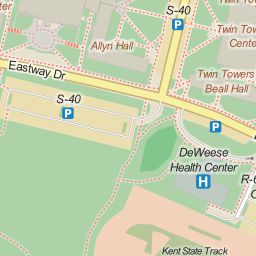 S-40
P
Allyn Hall
Twin Tow
Center
Twin Towers
Beall Hall
Eastway Dr
S-40
P
P
DeWeese
Health Center
H
R-6
C
Kent State Track